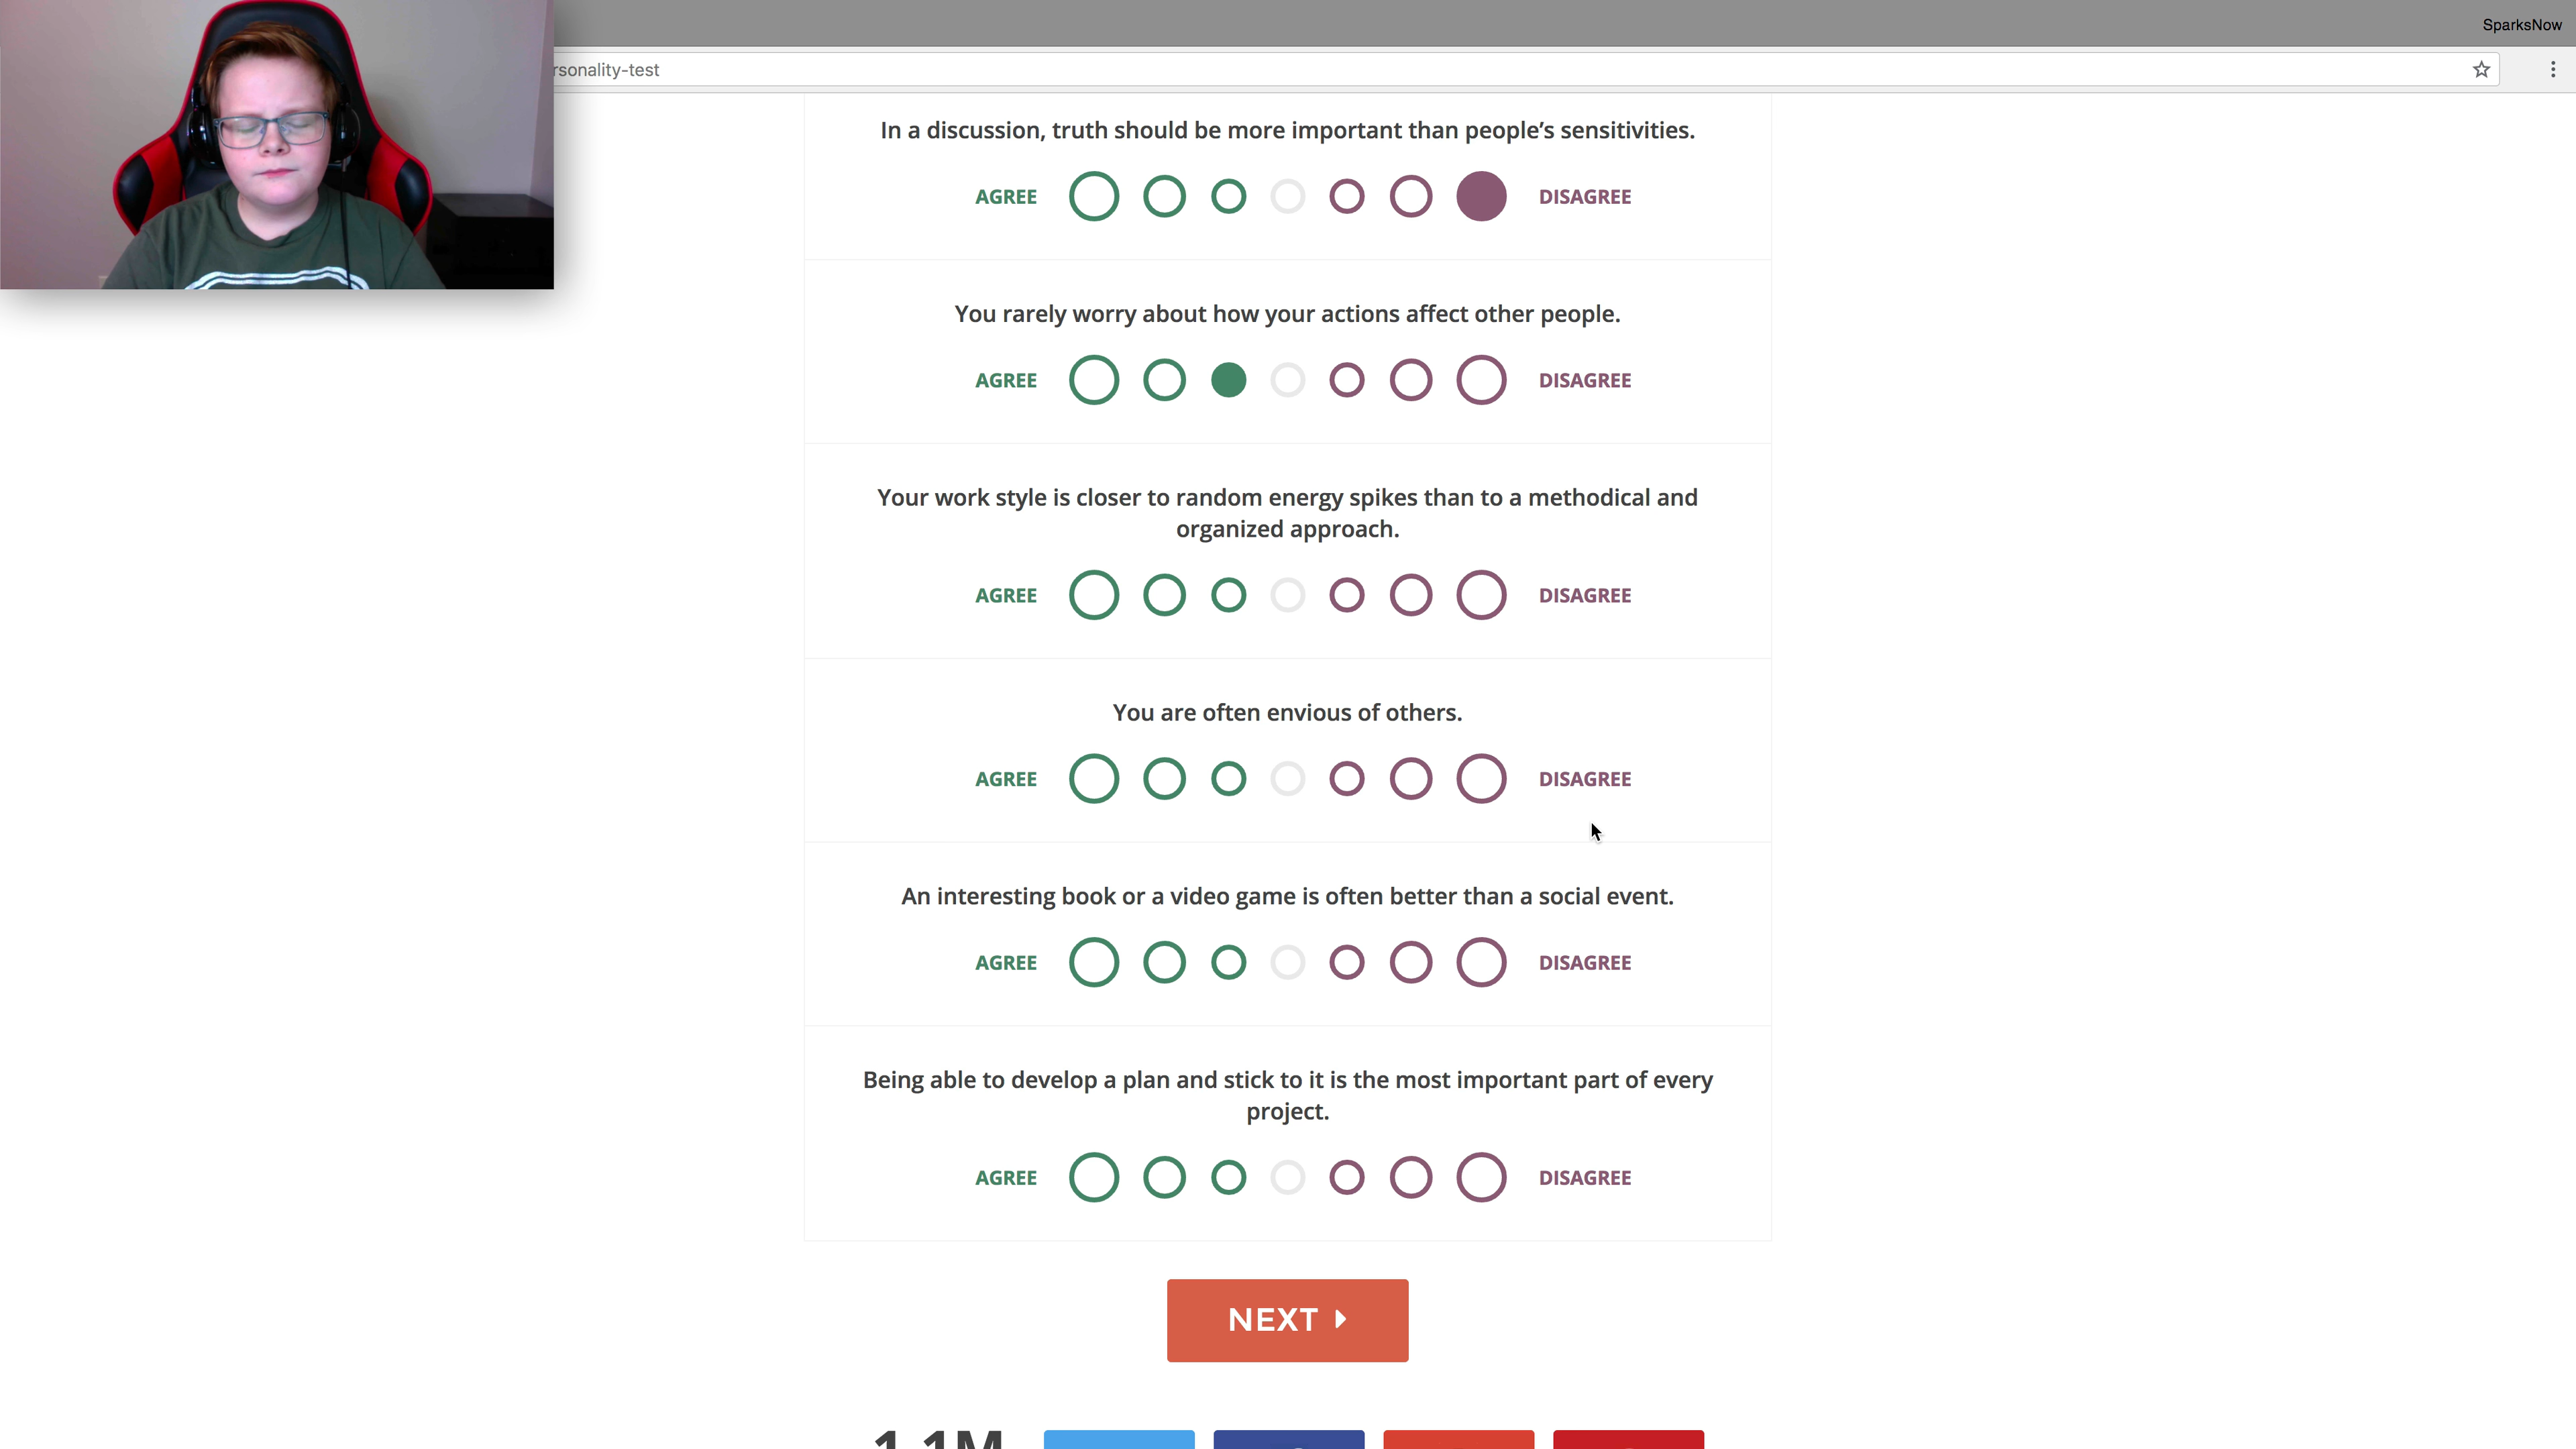 SparksNow
rsonality-test
In a discussion, truth should be more important than people’s sensitivities.
AGREE DISAGREE
You rarely worry about how your actions affect other people.
AGREE DISAGREE
Your work style is closer to random energy spikes than to a methodical and
organized approach.
AGREE DISAGREE
You are often envious of others.
AGREE DISAGREE
An interesting book or a video game is often better than a social event.
AGREE DISAGREE
Being able to develop a plan and stick to it is the most important part of every
project.
AGREE DISAGREE
NEXT
1.1M